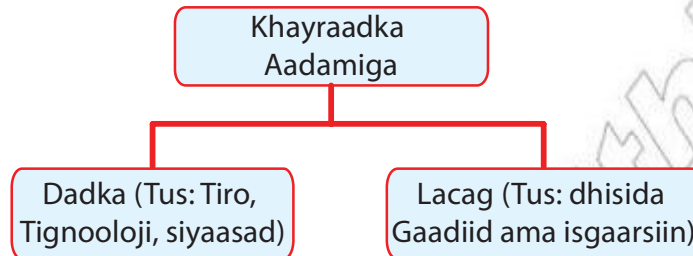 Khayraadka
Aadamiga
Dadka (Tus: Tiro,
Tignooloji, siyaasad)
Lacag (Tus: dhisida
Gaadiid ama isgaarsiin)